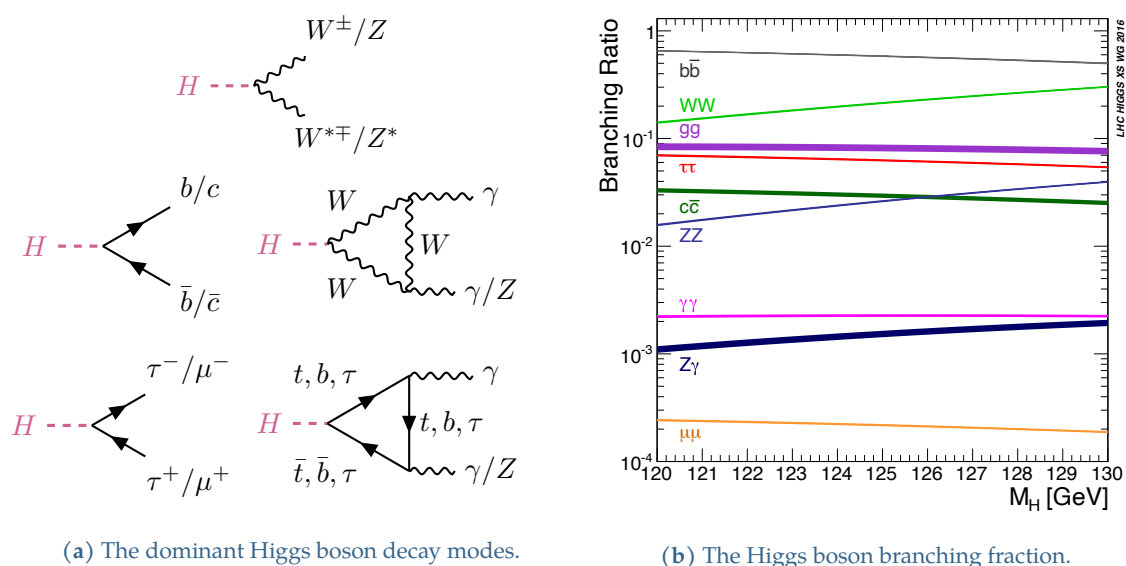 W^±/Z
H
W^{*∓}/Z^*
b/c
H
b̄/c̄
W
γ
H
W
W
γ/Z
τ^-/μ^-
H
τ^+/μ^+
t, b, τ
γ
H
t, b, τ
t̄, b̄, τ
γ/Z
(a) The dominant Higgs boson decay modes.
Branching Ratio
LHC HIGGS XS WG 2016
1
10^{-1}
10^{-2}
10^{-3}
10^{-4}
bb̄
WW
gg
ττ
cc̄
ZZ
γγ
Zγ
μμ
120 121 122 123 124 125 126 127 128 129 130
M_H [GeV]
(b) The Higgs boson branching fraction.